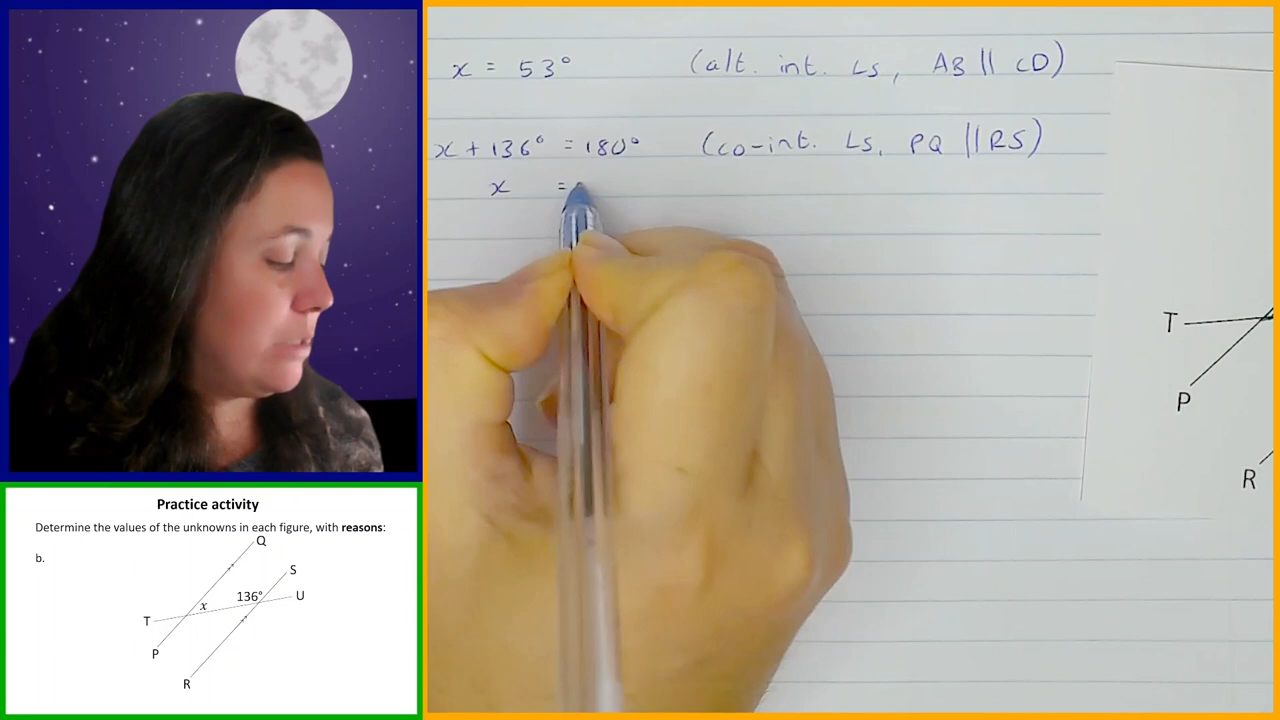 x = 53° (alt. int. ∠s, AB || CD)
x + 136° = 180° (co-int. ∠s, PQ || RS)
x =
T
P
R
Practice activity
Determine the values of the unknowns in each figure, with reasons:
b.
Q
S
136°
U
x
T
P
R